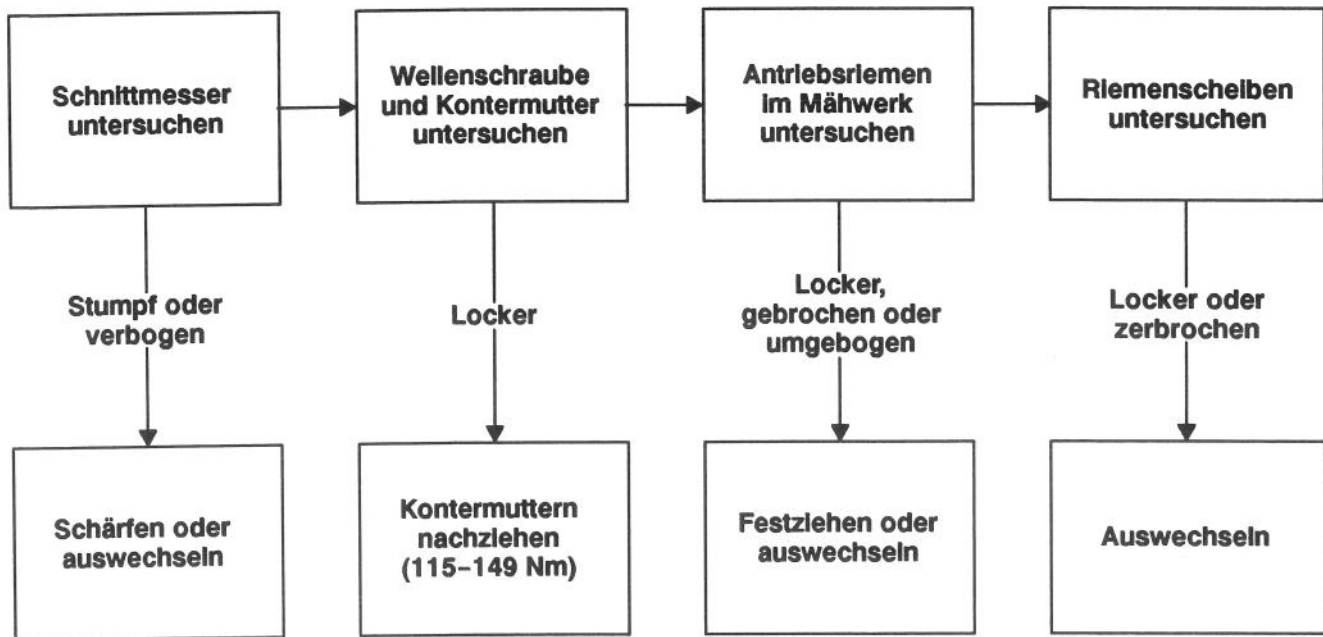 Schnittmesser
untersuchen
Wellenschraube
und Kontermutter
untersuchen
Antriebsriemen
im Mähwerk
untersuchen
Riemenscheiben
untersuchen
Stumpf oder
verbogen
Locker
Locker,
gebrochen oder
umgebogen
Locker oder
zerbrochen
Schärfen oder
auswechseln
Kontermuttern
nachziehen
(115–149 Nm)
Festziehen oder
auswechseln
Auswechseln